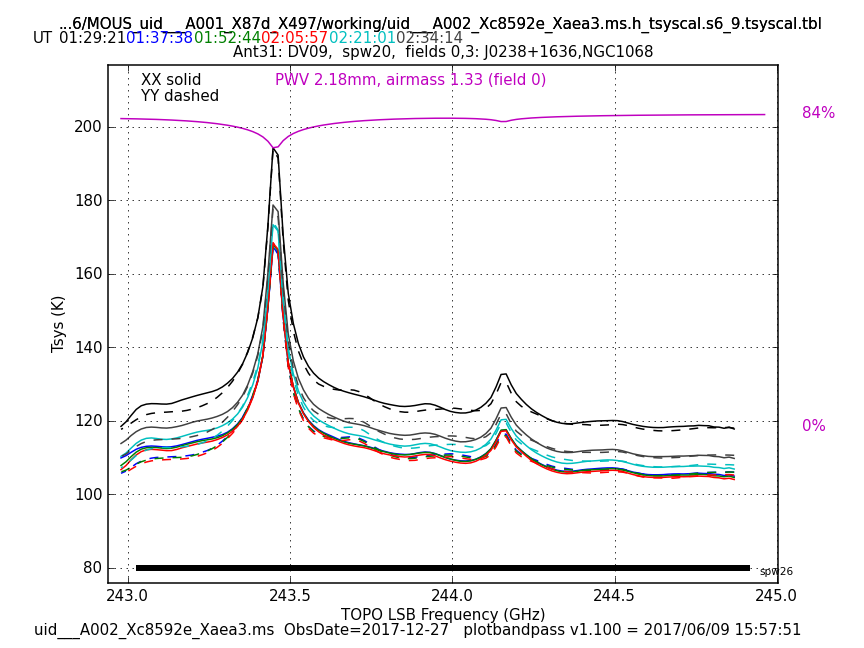 ...6/MOUS_uid___A001_X87d_X497/working/uid___A002_Xc8592e_Xaea3.ms.h_tsyscal.s6_9.tsyscal.tbl
UT 01:29:21 01:37:38 01:52:44 02:05:57 02:21:01 02:34:14
Ant31: DV09,  spw20,  fields 0,3: J0238+1636,NGC1068
XX solid
YY dashed
PWV 2.18mm, airmass 1.33 (field 0)
84%
0%
Tsys (K)
200
180
160
140
120
100
80
spw26
243.0 243.5 244.0 244.5 245.0
TOPO LSB Frequency (GHz)
uid___A002_Xc8592e_Xaea3.ms  ObsDate=2017-12-27   plotbandpass v1.100 = 2017/06/09 15:57:51